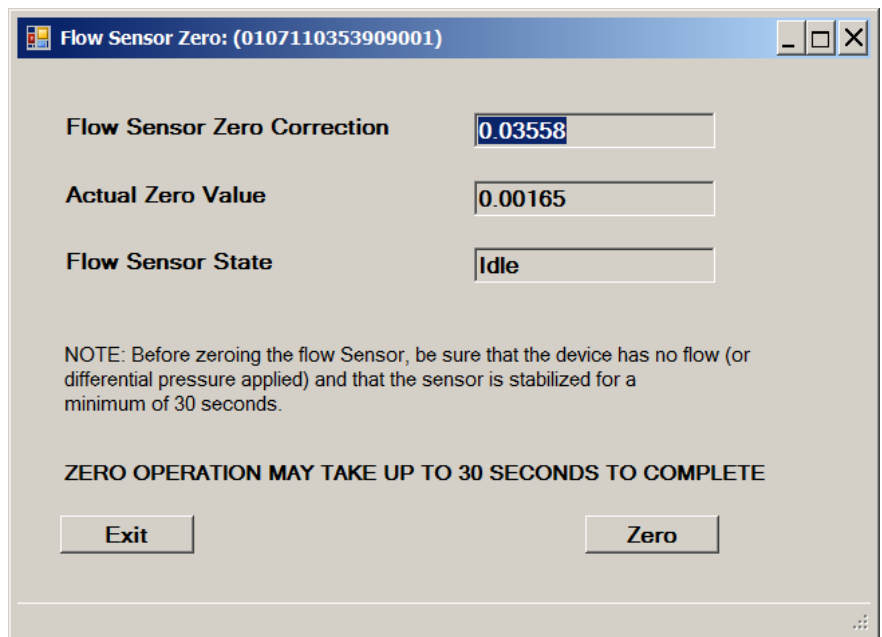 Flow Sensor Zero: (0107110353909001)
Flow Sensor Zero Correction 0.03558
Actual Zero Value 0.00165
Flow Sensor State Idle
NOTE: Before zeroing the flow Sensor, be sure that the device has no flow (or
differential pressure applied) and that the sensor is stabilized for a
minimum of 30 seconds.
ZERO OPERATION MAY TAKE UP TO 30 SECONDS TO COMPLETE
Exit Zero